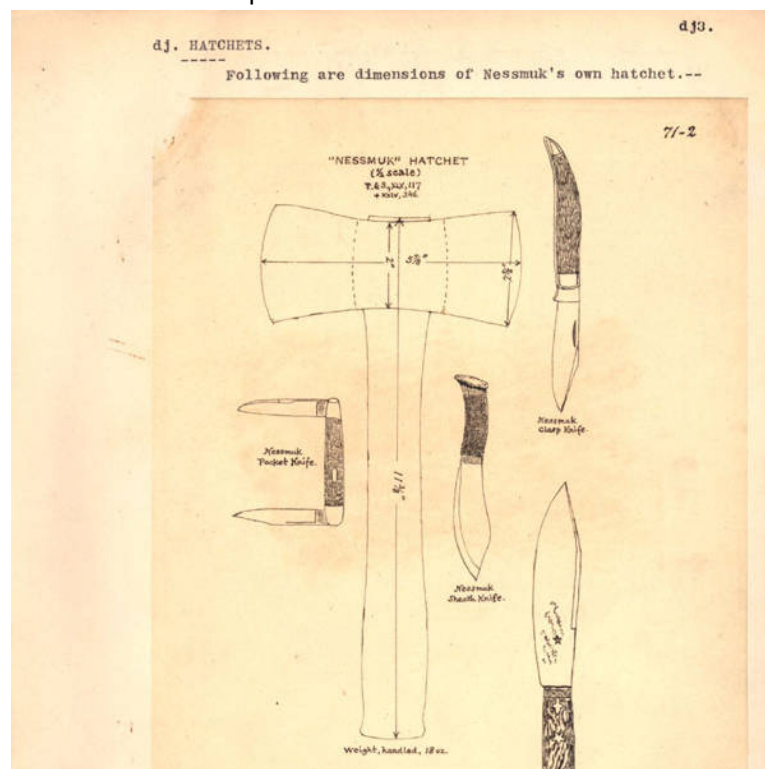 dj3.
dj. HATCHETS.
Following are dimensions of Nessmuk's own hatchet.--
71-2
"NESSMUK" HATCHET
(½ scale)
2"
Nessmuk
Clasp Knife.
Nessmuk
Pocket Knife.
Nessmuk
Sheath Knife.
Weight, handled, 18 oz.